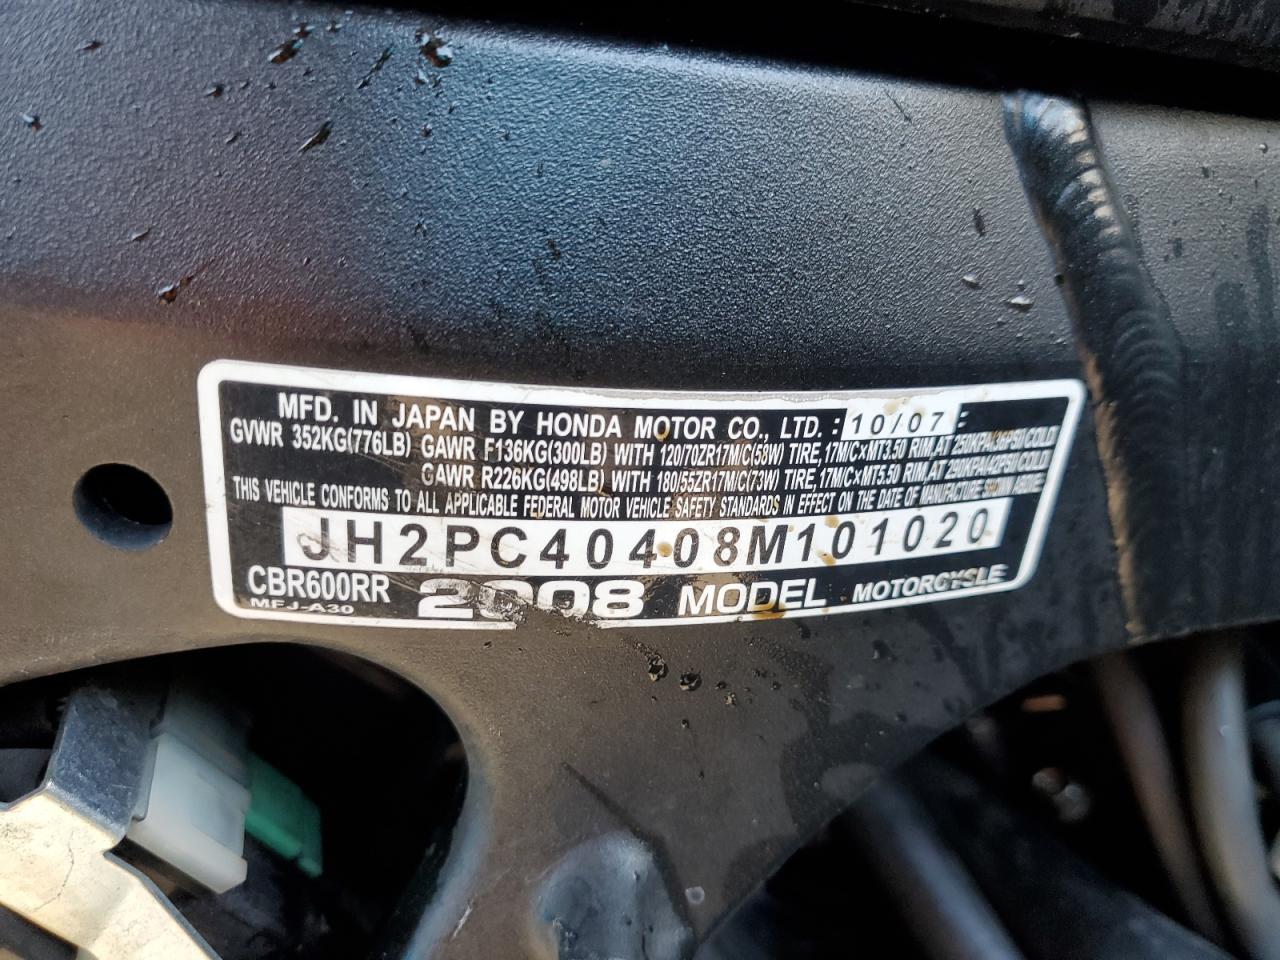 MFD. IN JAPAN BY HONDA MOTOR CO., LTD. : 10/07
GVWR 352KG(776LB) GAWR F136KG(300LB) WITH 120/70ZR17M/C(58W) TIRE, 17M/C×MT3.50 RIM, AT 250KPA(36PSI)COLD
GAWR R226KG(498LB) WITH 180/55ZR17M/C(73W) TIRE, 17M/C×MT5.50 RIM, AT 290KPA(42PSI)COLD
THIS VEHICLE CONFORMS TO ALL APPLICABLE FEDERAL MOTOR VEHICLE SAFETY STANDARDS IN EFFECT ON THE DATE OF MANUFACTURE SHOWN ABOVE
JH2PC40408M101020
CBR600RR 2008 MODEL MOTORCYCLE
MFJ-A30